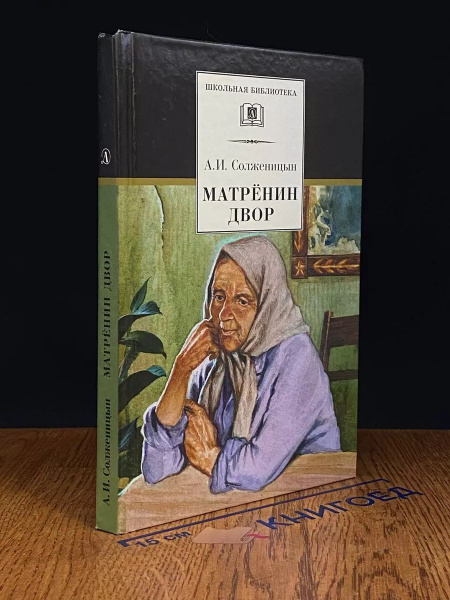 ШКОЛЬНАЯ БИБЛИОТЕКА
А.И. Солженицын
МАТРЁНИН
ДВОР
А.И. Солженицын МАТРЁНИН ДВОР
15 см
КНИГОЕД